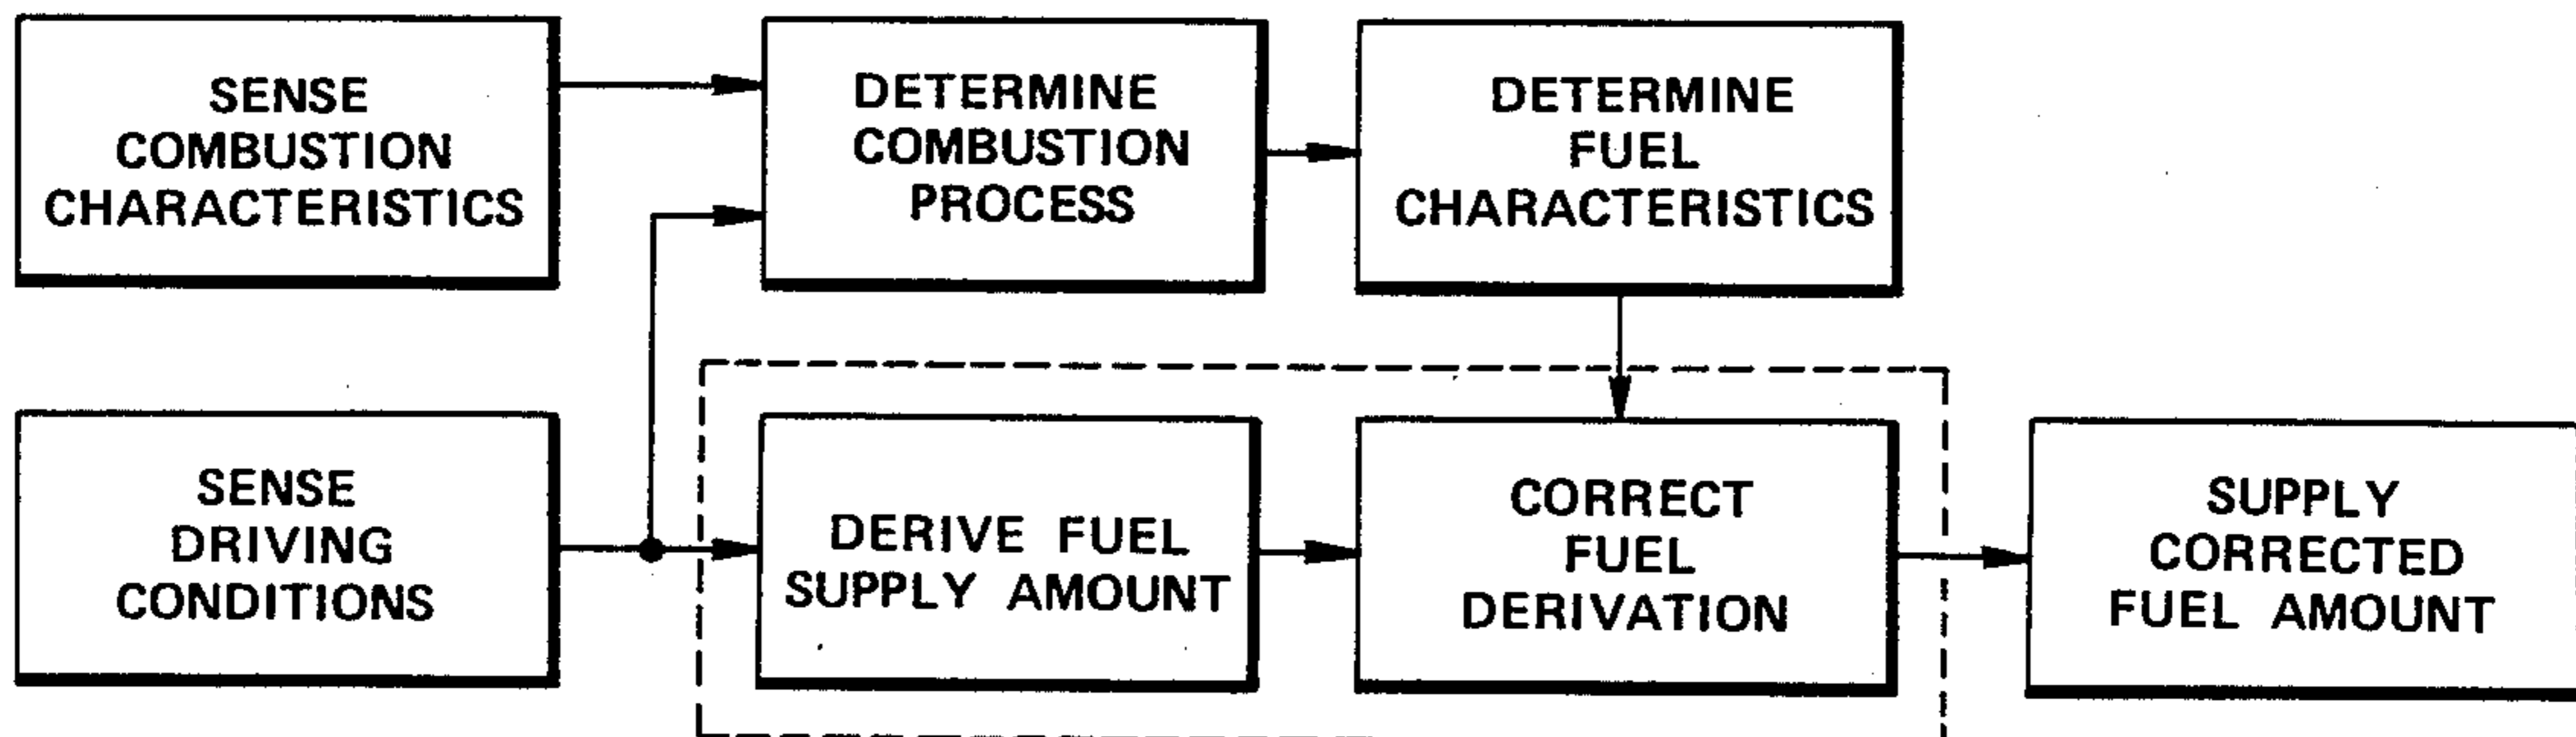 SENSE
COMBUSTION
CHARACTERISTICS
DETERMINE
COMBUSTION
PROCESS
DETERMINE
FUEL
CHARACTERISTICS
SENSE
DRIVING
CONDITIONS
DERIVE FUEL
SUPPLY AMOUNT
CORRECT
FUEL
DERIVATION
SUPPLY
CORRECTED
FUEL AMOUNT